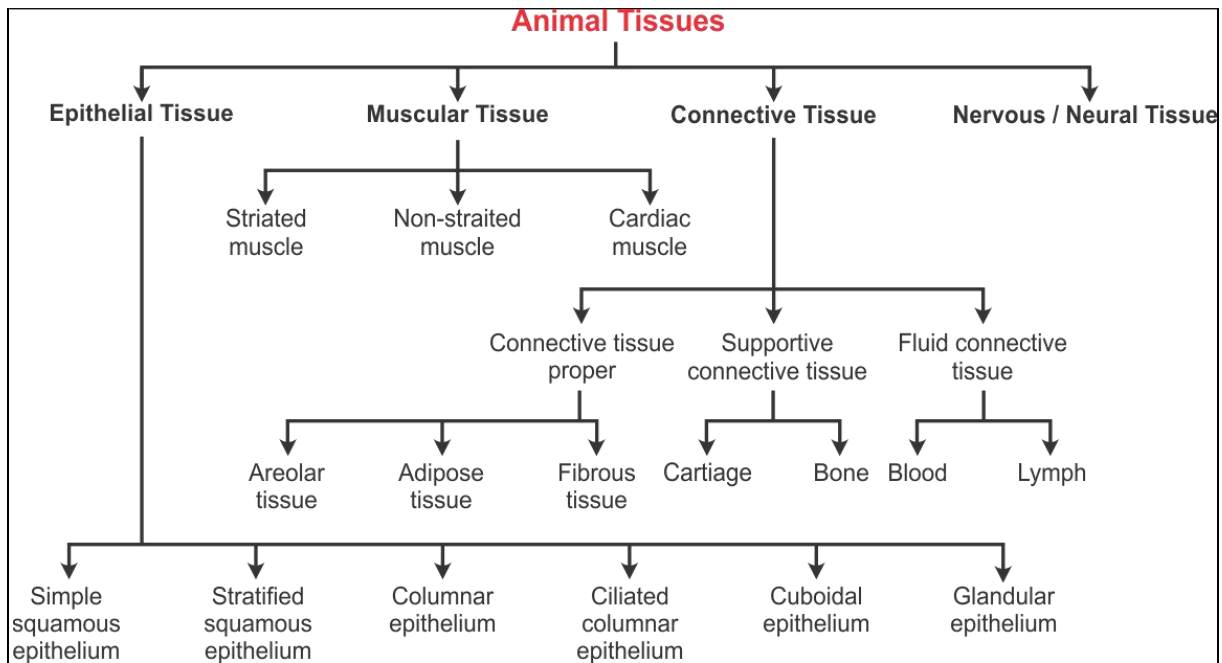 Animal Tissues
Epithelial Tissue
Muscular Tissue
Connective Tissue
Nervous / Neural Tissue
Striated
muscle
Non-straited
muscle
Cardiac
muscle
Connective tissue
proper
Supportive
connective tissue
Fluid connective
tissue
Areolar
tissue
Adipose
tissue
Fibrous
tissue
Cartiage
Bone
Blood
Lymph
Simple
squamous
epithelium
Stratified
squamous
epithelium
Columnar
epithelium
Ciliated
columnar
epithelium
Cuboidal
epithelium
Glandular
epithelium